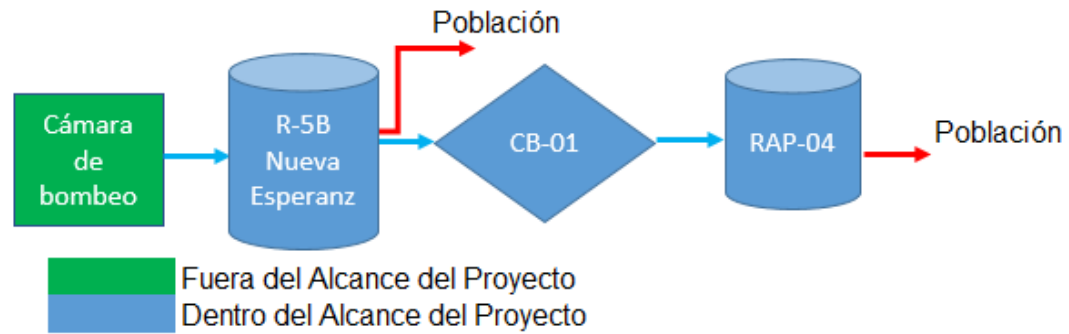 Población
Cámara
de
bombeo
R-5B
Nueva
Esperanz
CB-01
RAP-04
Población
Fuera del Alcance del Proyecto
Dentro del Alcance del Proyecto